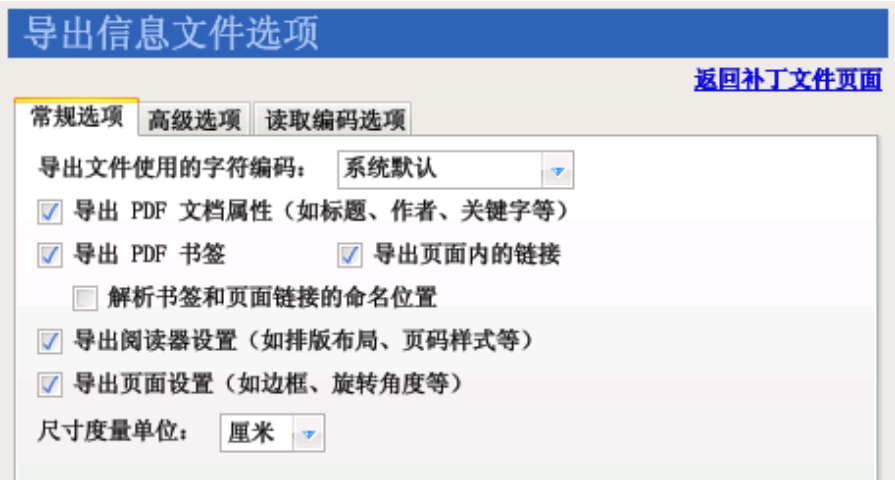 导出信息文件选项
返回补丁文件页面
常规选项 高级选项 读取编码选项
导出文件使用的字符编码： 系统默认
导出 PDF 文档属性（如标题、作者、关键字等）
导出 PDF 书签 导出页面内的链接
解析书签和页面链接的命名位置
导出阅读器设置（如排版布局、页码样式等）
导出页面设置（如边框、旋转角度等）
尺寸度量单位： 厘米